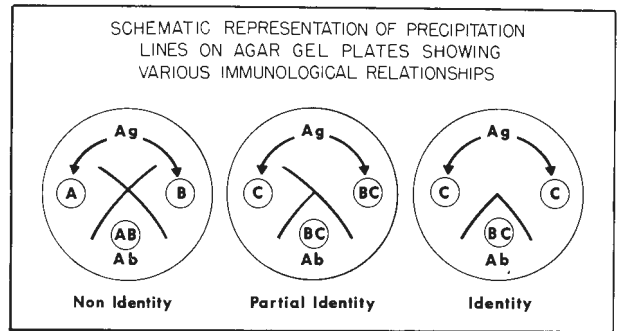 SCHEMATIC REPRESENTATION OF PRECIPITATION
LINES ON AGAR GEL PLATES SHOWING
VARIOUS IMMUNOLOGICAL RELATIONSHIPS
Ag
A
B
AB
Ab
Non Identity
Ag
C
BC
BC
Ab
Partial Identity
Ag
C
C
BC
Ab
Identity